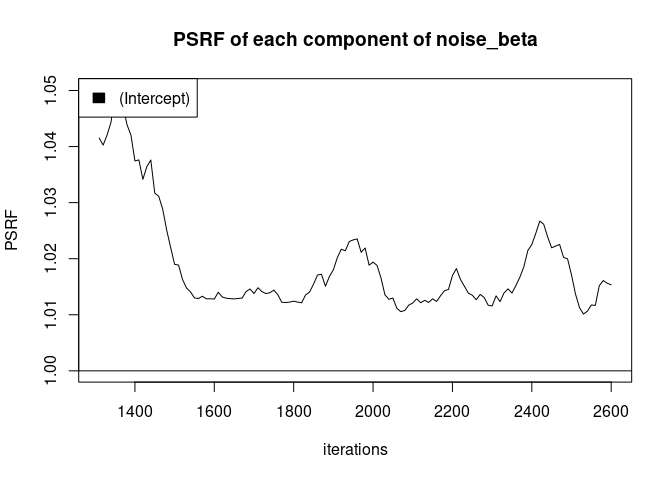 PSRF of each component of noise_beta
(Intercept)
1.05
1.04
1.03
1.02
1.01
1.00
PSRF
1400 1600 1800 2000 2200 2400 2600
iterations